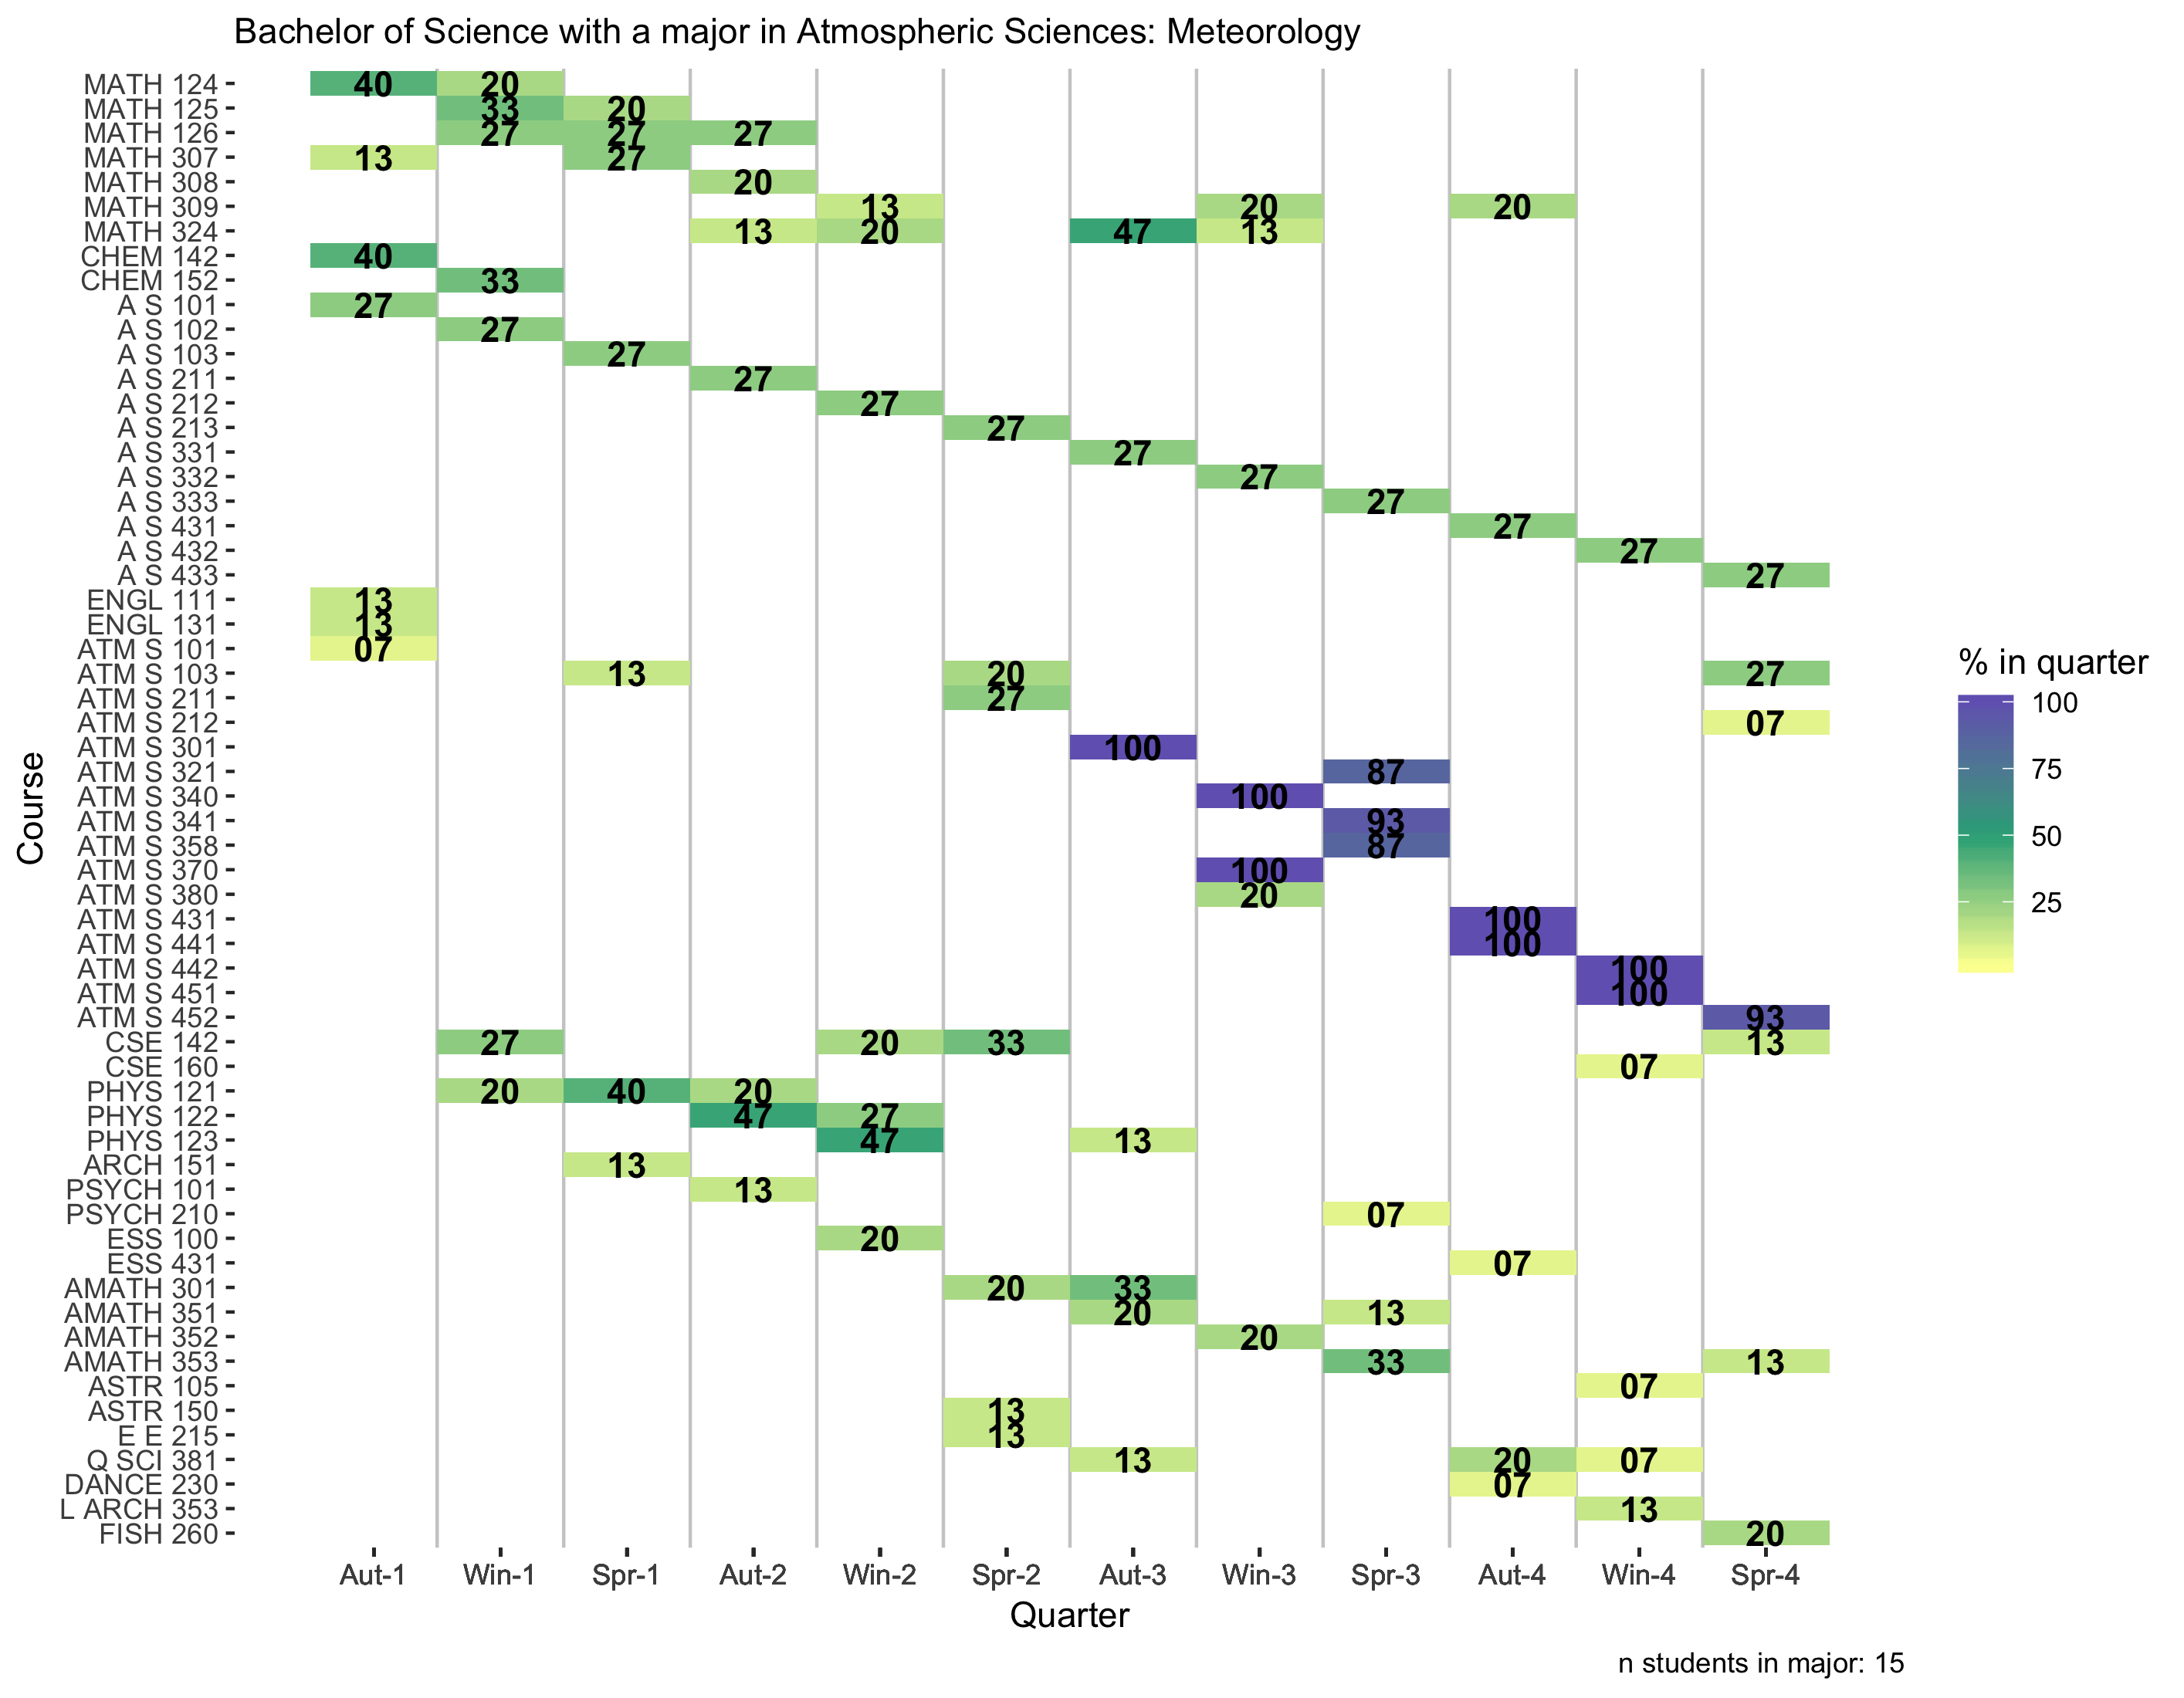 Bachelor of Science with a major in Atmospheric Sciences: Meteorology
MATH 124 40 20
MATH 125 33 20
MATH 126 27 27 27
MATH 307 13 27
MATH 308 20
MATH 309 13 20 20
MATH 324 13 20 47 13
CHEM 142 40
CHEM 152 33
A S 101 27
A S 102 27
A S 103 27
A S 211 27
A S 212 27
A S 213 27
A S 331 27
A S 332 27
A S 333 27
A S 431 27
A S 432 27
A S 433 27
ENGL 111 13
ENGL 131 13
ATM S 101 07
ATM S 103 13 20 27
ATM S 211 27
ATM S 212 07
ATM S 301 100
ATM S 321 87
ATM S 340 100
ATM S 341 93
ATM S 358 87
ATM S 370 100
ATM S 380 20
ATM S 431 100
ATM S 441 100
ATM S 442 100
ATM S 451 100
ATM S 452 93
CSE 142 27 20 33 13
CSE 160 07
PHYS 121 20 40 20
PHYS 122 47 27
PHYS 123 47 13
ARCH 151 13
PSYCH 101 13
PSYCH 210 07
ESS 100 20
ESS 431 07
AMATH 301 20 33
AMATH 351 20 13
AMATH 352 20
AMATH 353 33 13
ASTR 105 07
ASTR 150 13
E E 215 13
Q SCI 381 13 20 07
DANCE 230 07
L ARCH 353 13
FISH 260 20
Course
Aut-1 Win-1 Spr-1 Aut-2 Win-2 Spr-2 Aut-3 Win-3 Spr-3 Aut-4 Win-4 Spr-4
Quarter
% in quarter
100
75
50
25
n students in major: 15